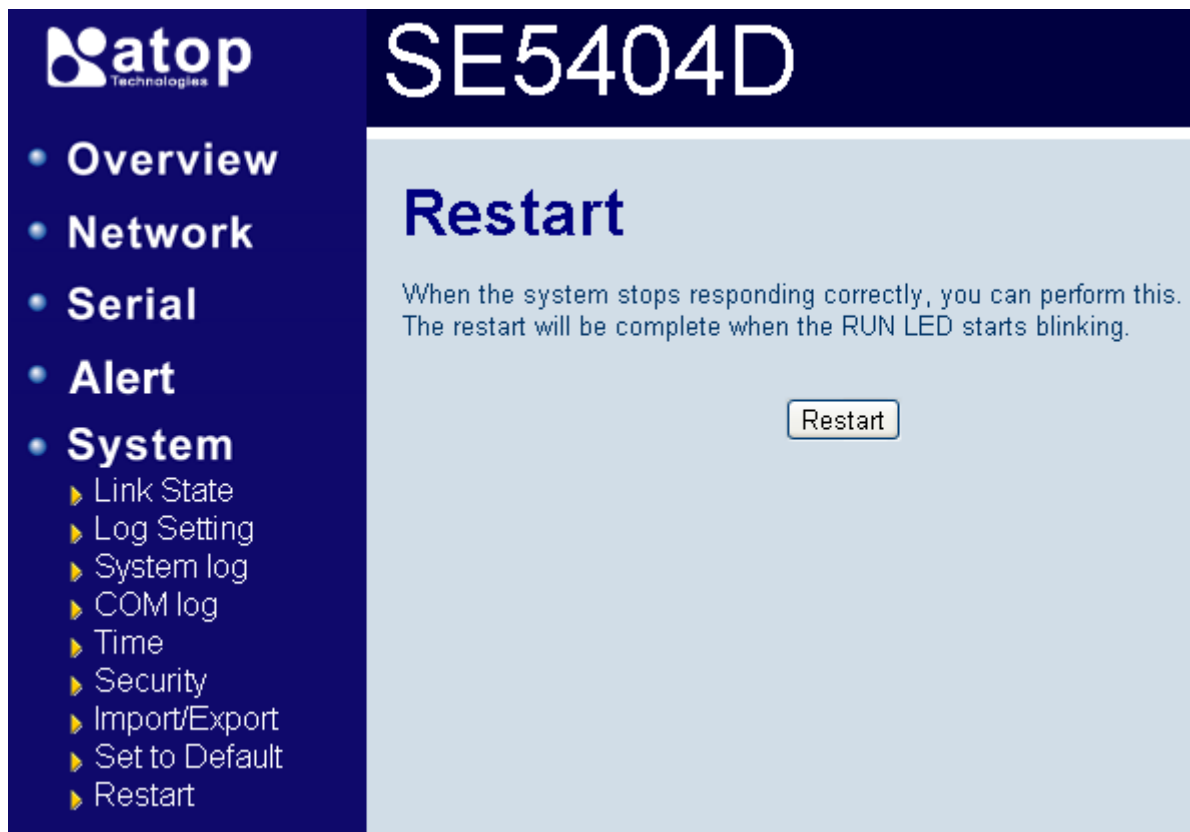 atop
Technologies
SE5404D
Overview
Network
Serial
Alert
System
Link State
Log Setting
System log
COM log
Time
Security
Import/Export
Set to Default
Restart
Restart
When the system stops responding correctly, you can perform this.
The restart will be complete when the RUN LED starts blinking.
Restart